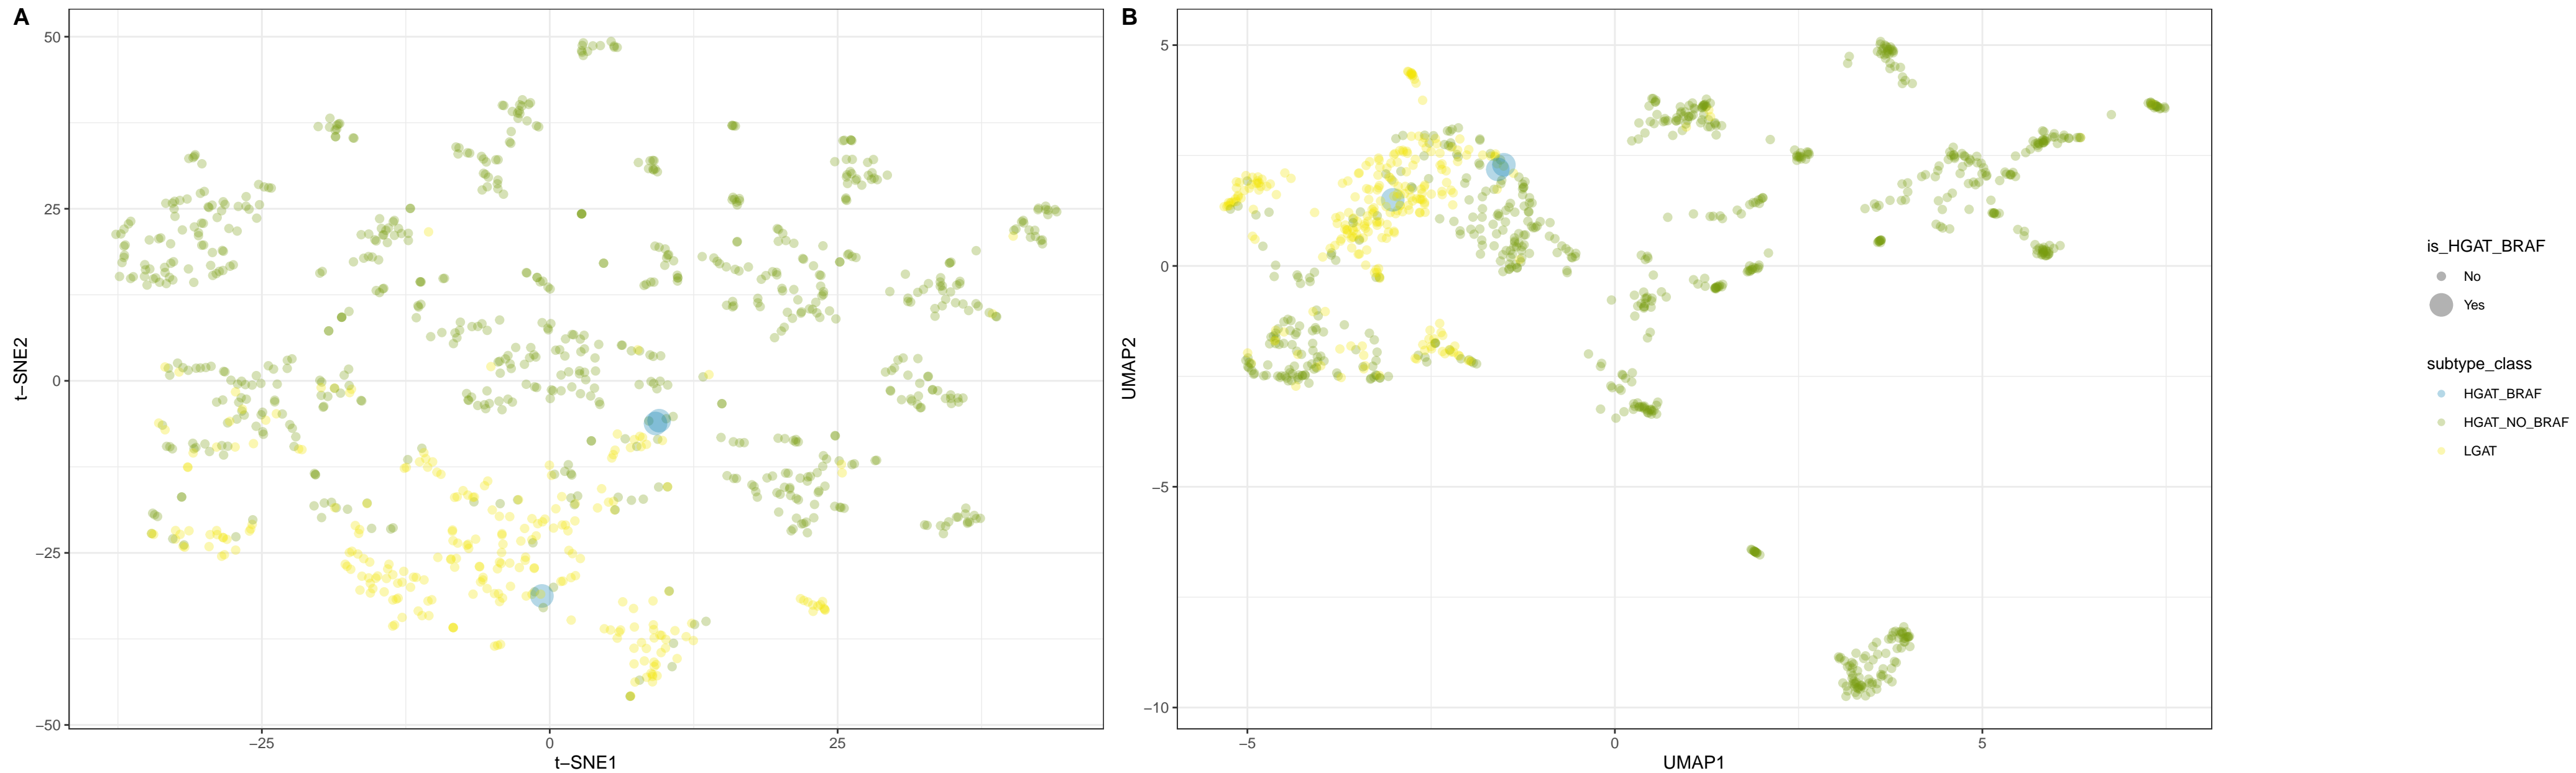 A
50
25
0
−25
−50
t−SNE2
−25
0
25
t−SNE1
B
5
0
−5
−10
UMAP2
−5
0
5
UMAP1
is_HGAT_BRAF
No
Yes
subtype_class
HGAT_BRAF
HGAT_NO_BRAF
LGAT